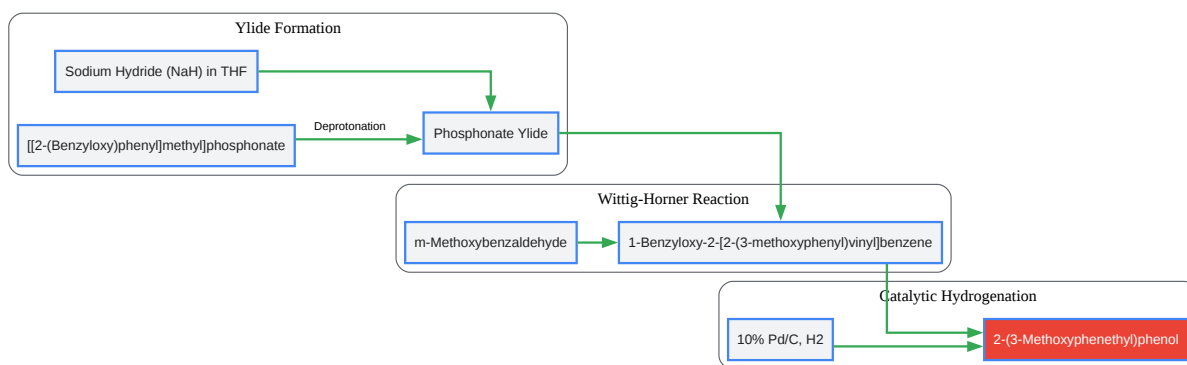 Ylide Formation
Sodium Hydride (NaH) in THF
[[2-(Benzyloxy)phenyl]methyl]phosphonate
Deprotonation
Phosphonate Ylide
Wittig-Horner Reaction
m-Methoxybenzaldehyde
1-Benzyloxy-2-[2-(3-methoxyphenyl)vinyl]benzene
Catalytic Hydrogenation
10% Pd/C, H2
2-(3-Methoxyphenethyl)phenol